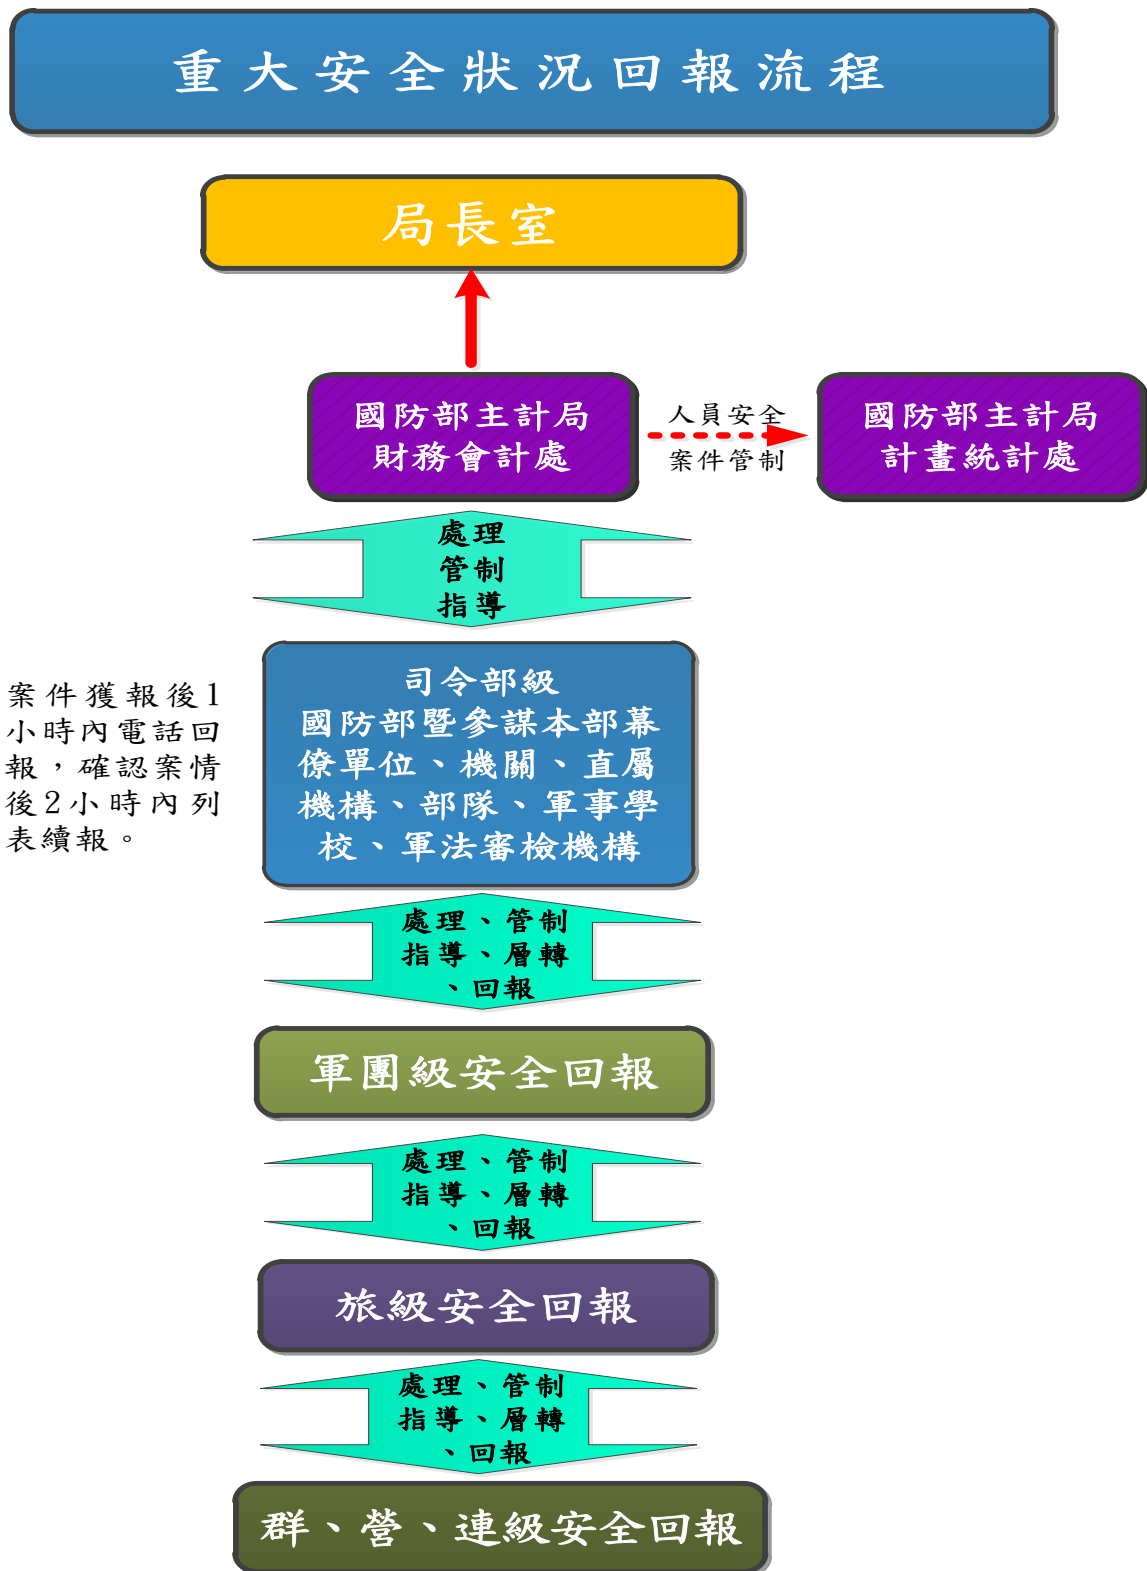 重大安全狀況回報流程
局長室
國防部主計局
財務會計處
人員安全
案件管制
國防部主計局
計畫統計處
處理
管制
指導
案件獲報後1
小時內電話回
報，確認案情
後2小時內列
表續報。
司令部級
國防部暨參謀本部幕
僚單位、機關、直屬
機構、部隊、軍事學
校、軍法審檢機構
處理、管制
指導、層轉
、回報
軍團級安全回報
處理、管制
指導、層轉
、回報
旅級安全回報
處理、管制
指導、層轉
、回報
群、營、連級安全回報